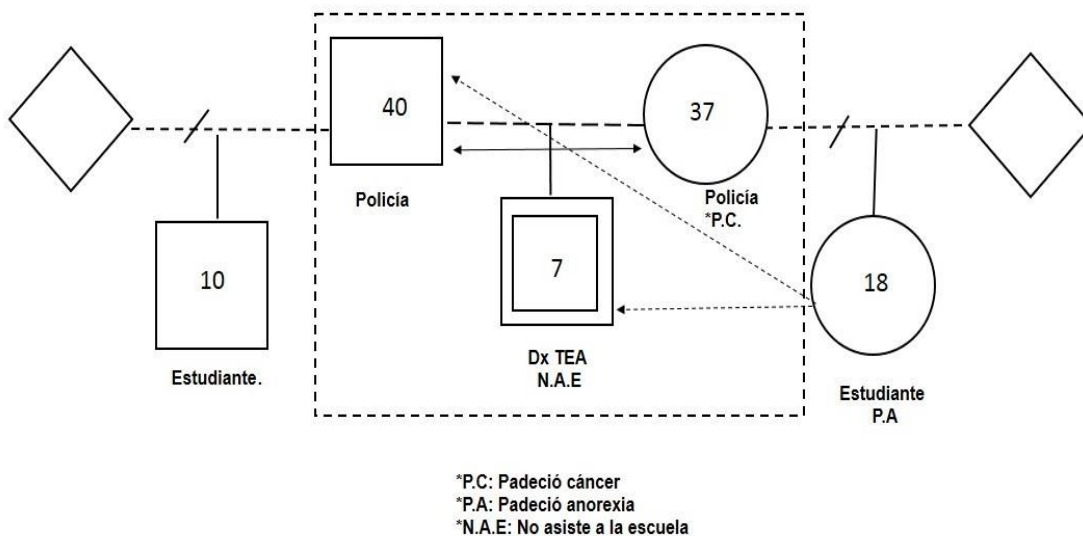 40
37
Policía
Policía
*P.C.
10
7
18
Estudiante.
Dx TEA
N.A.E
Estudiante
P.A
*P.C: Padeció cáncer
*P.A: Padeció anorexia
*N.A.E: No asiste a la escuela